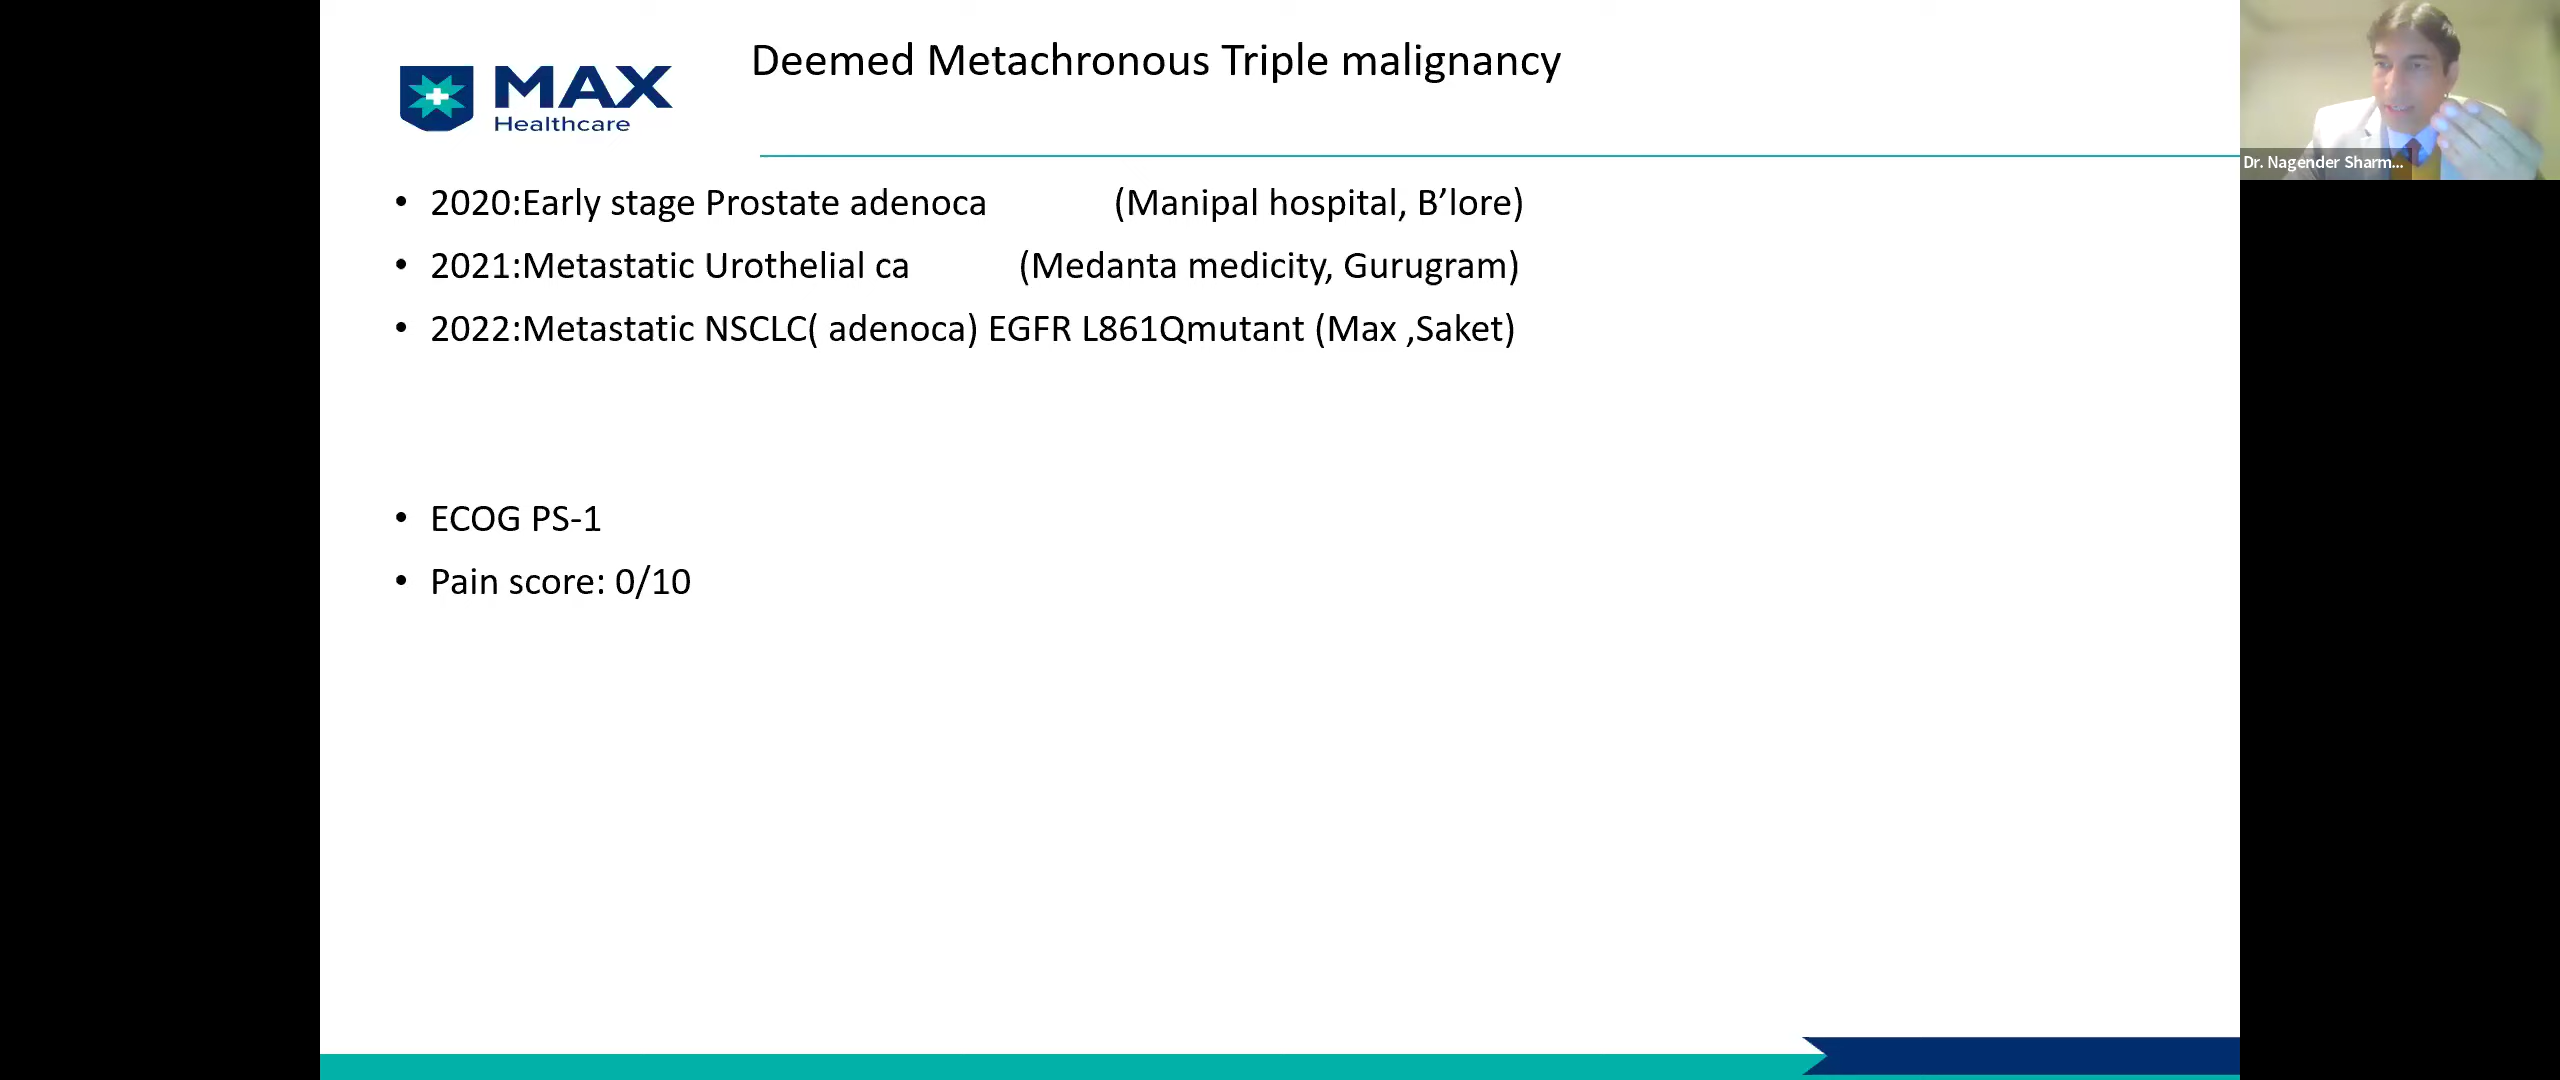 Deemed Metachronous Triple malignancy
MAX
Healthcare
Dr. Nagender Sharm...
• 2020:Early stage Prostate adenoca (Manipal hospital, B’lore)
• 2021:Metastatic Urothelial ca (Medanta medicity, Gurugram)
• 2022:Metastatic NSCLC( adenoca) EGFR L861Qmutant (Max ,Saket)
• ECOG PS-1
• Pain score: 0/10